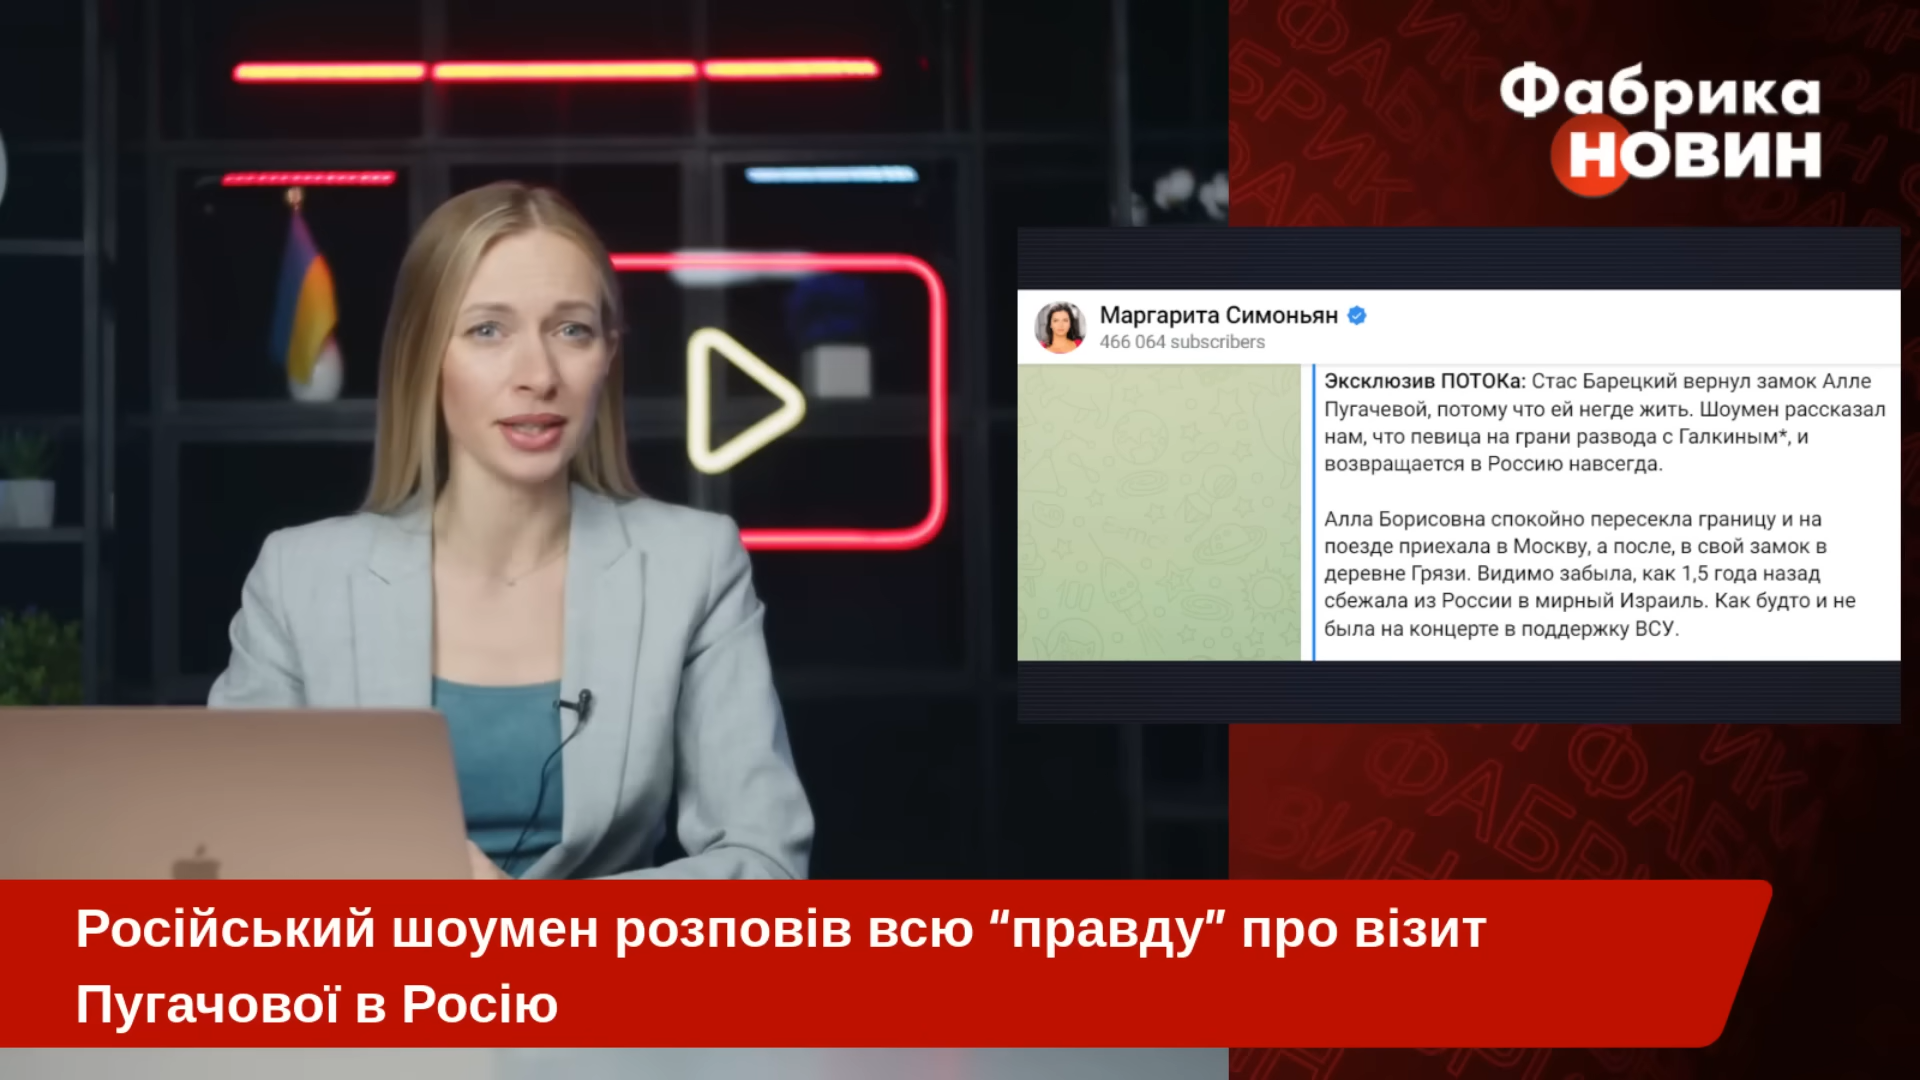 Фабрика
новин
Маргарита Симоньян
466 064 subscribers
Эксклюзив ПОТОКа: Стас Барецкий вернул замок Алле
Пугачевой, потому что ей негде жить. Шоумен рассказал
нам, что певица на грани развода с Галкиным*, и
возвращается в Россию навсегда.
Алла Борисовна спокойно пересекла границу и на
поезде приехала в Москву, а после, в свой замок в
деревне Грязи. Видимо забыла, как 1,5 года назад
сбежала из России в мирный Израиль. Как будто и не
была на концерте в поддержку ВСУ.
Російський шоумен розповів всю “правду” про візит
Пугачової в Росію